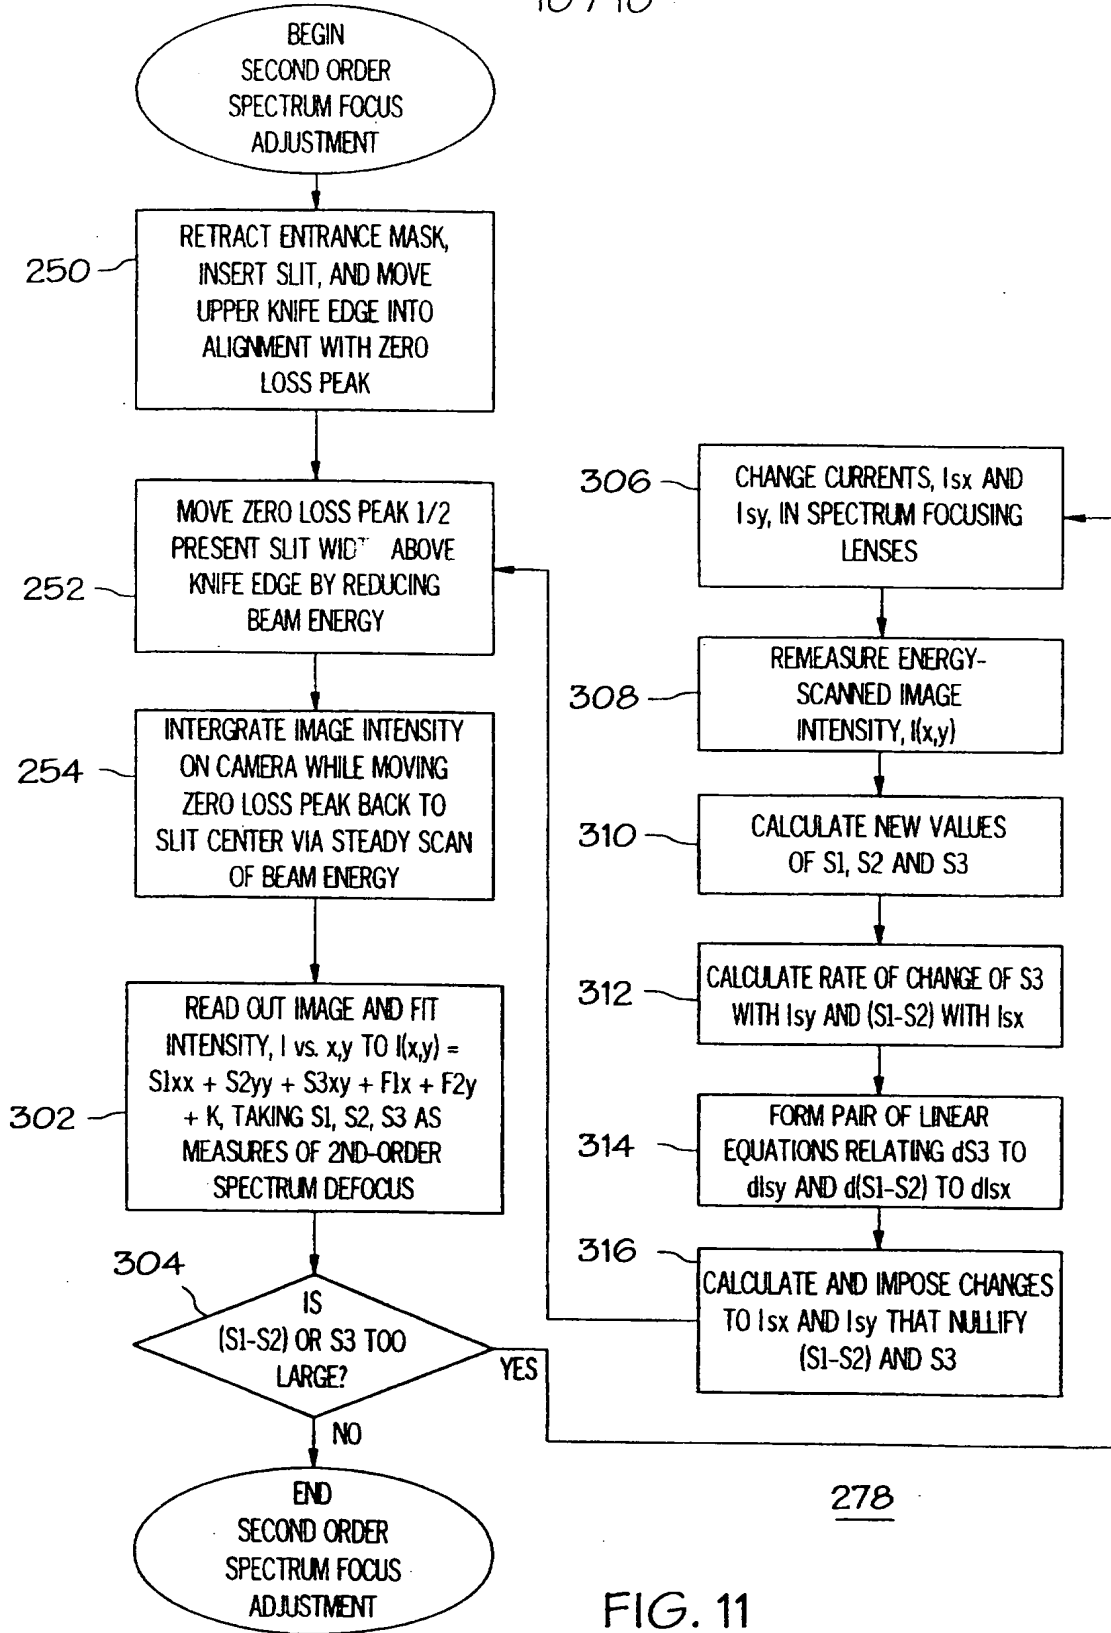 10 / 10
BEGIN
SECOND ORDER
SPECTRUM FOCUS
ADJUSTMENT
250
RETRACT ENTRANCE MASK,
INSERT SLIT, AND MOVE
UPPER KNIFE EDGE INTO
ALIGNMENT WITH ZERO
LOSS PEAK
252
MOVE ZERO LOSS PEAK 1/2
PRESENT SLIT WIDT ABOVE
KNIFE EDGE BY REDUCING
BEAM ENERGY
254
INTERGRATE IMAGE INTENSITY
ON CAMERA WHILE MOVING
ZERO LOSS PEAK BACK TO
SLIT CENTER VIA STEADY SCAN
OF BEAM ENERGY
302
READ OUT IMAGE AND FIT
INTENSITY, I vs. x,y TO I(x,y) =
S1xx + S2yy + S3xy + F1x + F2y
+ K, TAKING S1, S2, S3 AS
MEASURES OF 2ND-ORDER
SPECTRUM DEFOCUS
304
IS
(S1-S2) OR S3 TOO
LARGE?
YES
NO
END
SECOND ORDER
SPECTRUM FOCUS
ADJUSTMENT
306
CHANGE CURRENTS, Isx AND
Isy, IN SPECTRUM FOCUSING
LENSES
308
REMEASURE ENERGY-
SCANNED IMAGE
INTENSITY, I(x,y)
310
CALCULATE NEW VALUES
OF S1, S2 AND S3
312
CALCULATE RATE OF CHANGE OF S3
WITH Isy AND (S1-S2) WITH Isx
314
FORM PAIR OF LINEAR
EQUATIONS RELATING dS3 TO
dIsy AND d(S1-S2) TO dIsx
316
CALCULATE AND IMPOSE CHANGES
TO Isx AND Isy THAT NULLIFY
(S1-S2) AND S3
278
FIG. 11